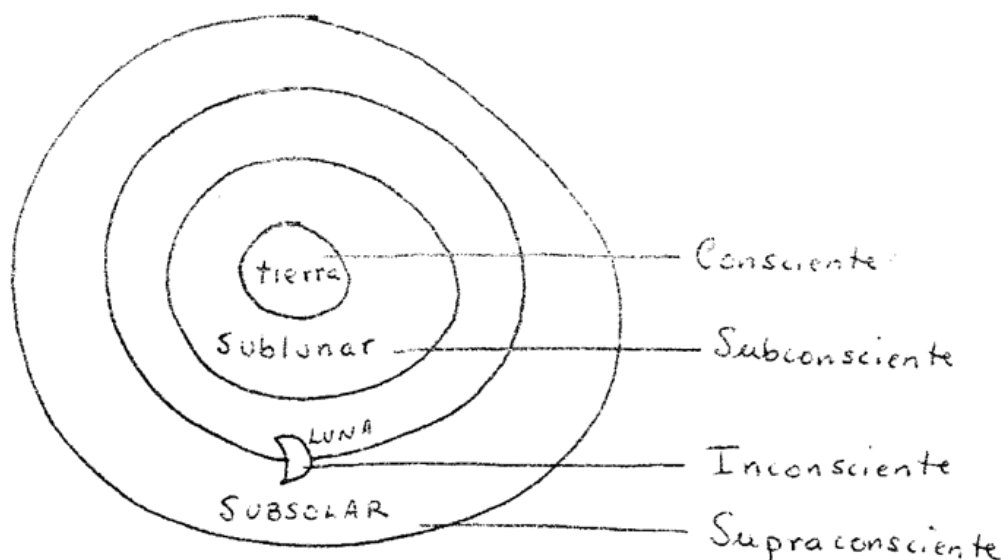 tierra
Consciente
Sublunar
Subconsciente
LUNA
Inconsciente
SUBSOLAR
Supraconsciente